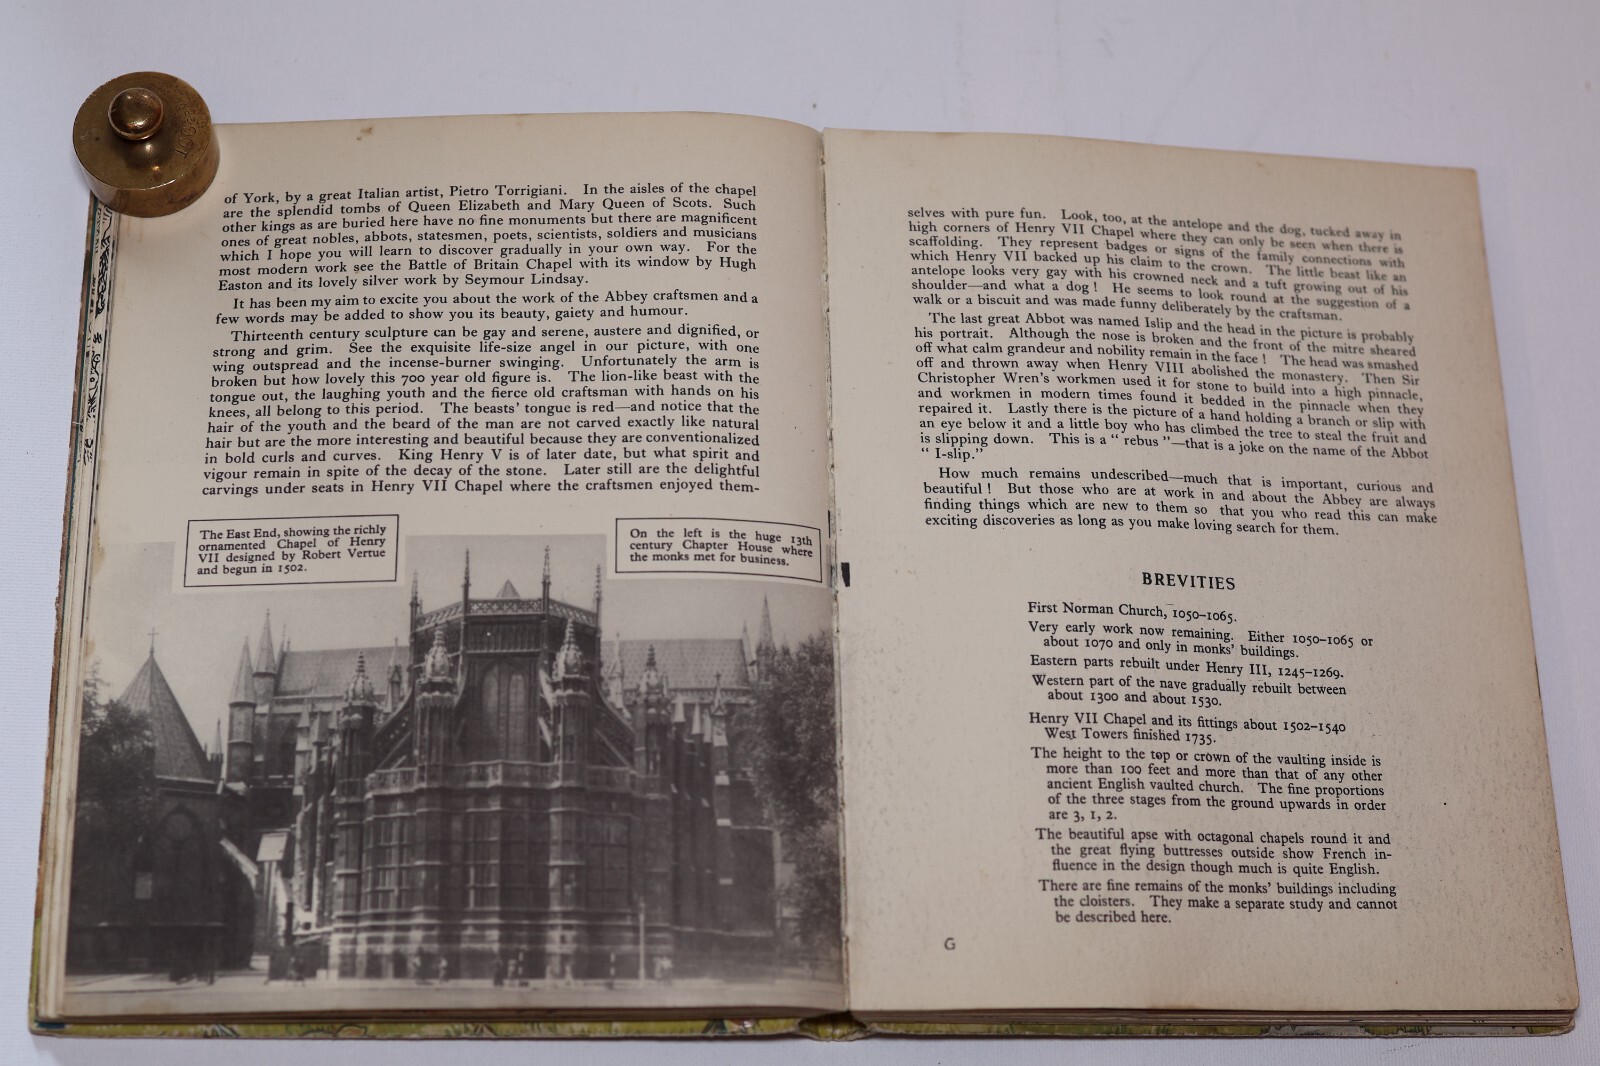 of York, by a great Italian artist, Pietro Torrigiani. In the aisles of the chapel
are the splendid tombs of Queen Elizabeth and Mary Queen of Scots. Such
other kings as are buried here have no fine monuments but there are magnificent
ones of great nobles, abbots, statesmen, poets, scientists, soldiers and musicians
which I hope you will learn to discover gradually in your own way. For the
most modern work see the Battle of Britain Chapel with its window by Hugh
Easton and its lovely silver work by Seymour Lindsay.
It has been my aim to excite you about the work of the Abbey craftsmen and a
few words may be added to show you its beauty, gaiety and humour.
Thirteenth century sculpture can be gay and serene, austere and dignified, or
strong and grim. See the exquisite life-size angel in our picture, with one
wing outspread and the incense-burner swinging. Unfortunately the arm is
broken but how lovely this 700 year old figure is. The lion-like beast with the
tongue out, the laughing youth and the fierce old craftsman with hands on his
knees, all belong to this period. The beasts' tongue is red—and notice that the
hair of the youth and the beard of the man are not carved exactly like natural
hair but are the more interesting and beautiful because they are conventionalized
in bold curls and curves. King Henry V is of later date, but what spirit and
vigour remain in spite of the decay of the stone. Later still are the delightful
carvings under seats in Henry VII Chapel where the craftsmen enjoyed them-
The East End, showing the richly
ornamented Chapel of Henry
VII designed by Robert Vertue
and begun in 1502.
On the left is the huge 13th
century Chapter House where
the monks met for business.
selves with pure fun. Look, too, at the antelope and the dog, tucked away in
high corners of Henry VII Chapel where they can only be seen when there is
scaffolding. They represent badges or signs of the family connections with
which Henry VII backed up his claim to the crown. The little beast like an
antelope looks very gay with his crowned neck and a tuft growing out of his
shoulder—and what a dog! He seems to look round at the suggestion of a
walk or a biscuit and was made funny deliberately by the craftsman.
The last great Abbot was named Islip and the head in the picture is probably
his portrait. Although the nose is broken and the front of the mitre sheared
off what calm grandeur and nobility remain in the face! The head was smashed
off and thrown away when Henry VIII abolished the monastery. Then Sir
Christopher Wren's workmen used it for stone to build into a high pinnacle,
and workmen in modern times found it bedded in the pinnacle when they
repaired it. Lastly there is the picture of a hand holding a branch or slip with
an eye below it and a little boy who has climbed the tree to steal the fruit and
is slipping down. This is a "rebus"—that is a joke on the name of the Abbot
"I-slip."
How much remains undescribed—much that is important, curious and
beautiful! But those who are at work in and about the Abbey are always
finding things which are new to them so that you who read this can make
exciting discoveries as long as you make loving search for them.
BREVITIES
First Norman Church, 1050–1065.
Very early work now remaining. Either 1050–1065 or
about 1070 and only in monks' buildings.
Eastern parts rebuilt under Henry III, 1245–1269.
Western part of the nave gradually rebuilt between
about 1300 and about 1530.
Henry VII Chapel and its fittings about 1502–1540
West Towers finished 1735.
The height to the top or crown of the vaulting inside is
more than 100 feet and more than that of any other
ancient English vaulted church. The fine proportions
of the three stages from the ground upwards in order
are 3, 1, 2.
The beautiful apse with octagonal chapels round it and
the great flying buttresses outside show French in-
fluence in the design though much is quite English.
There are fine remains of the monks' buildings including
the cloisters. They make a separate study and cannot
be described here.
G